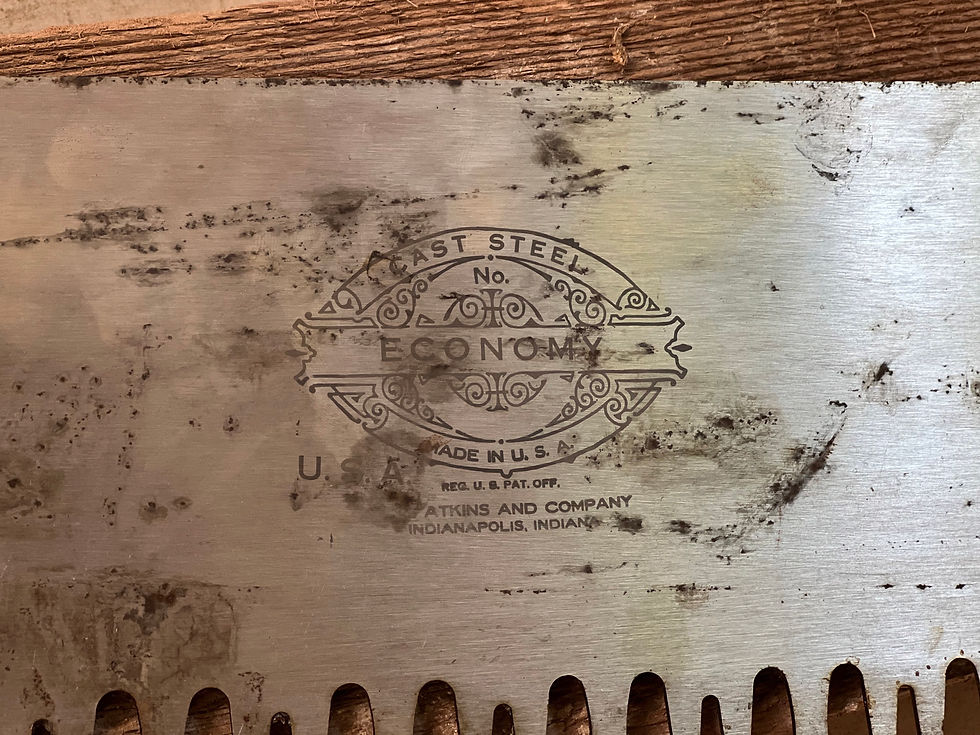 CAST STEEL
No.
ECONOMY
MADE IN U. S. A.
U.S.A.
REG. U. S. PAT. OFF.
ATKINS AND COMPANY
INDIANAPOLIS, INDIANA